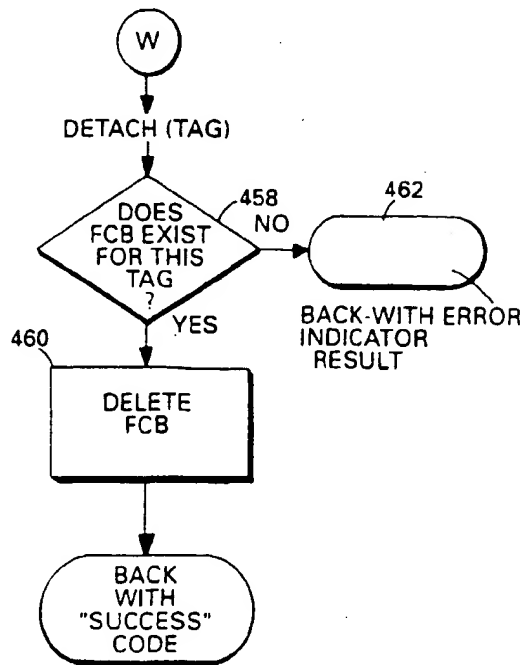 W
DETACH (TAG)
458
DOES
FCB EXIST
FOR THIS
TAG
?
NO
462
BACK-WITH ERROR
INDICATOR
RESULT
YES
460
DELETE
FCB
BACK
WITH
"SUCCESS"
CODE